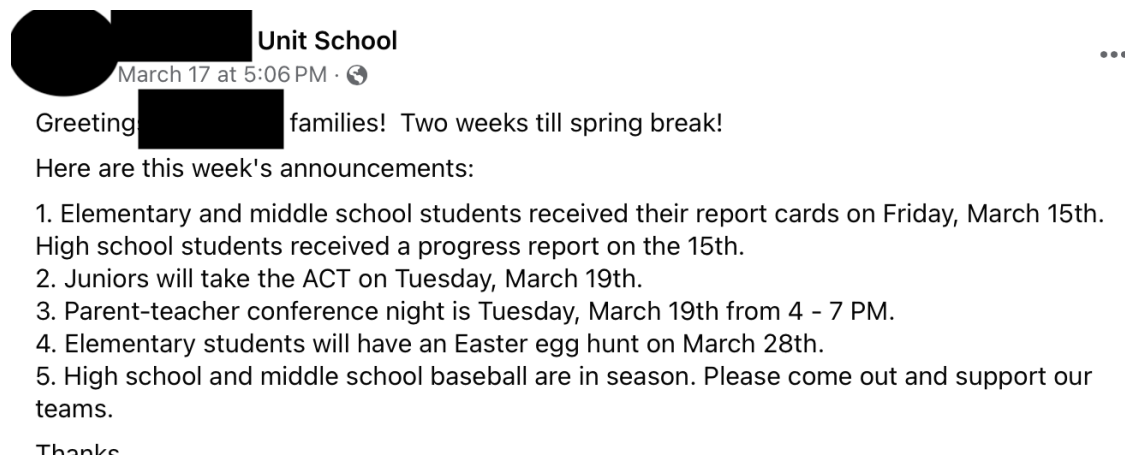 Unit School
March 17 at 5:06 PM ·
Greeting families! Two weeks till spring break!
Here are this week's announcements:
1. Elementary and middle school students received their report cards on Friday, March 15th.
High school students received a progress report on the 15th.
2. Juniors will take the ACT on Tuesday, March 19th.
3. Parent-teacher conference night is Tuesday, March 19th from 4 - 7 PM.
4. Elementary students will have an Easter egg hunt on March 28th.
5. High school and middle school baseball are in season. Please come out and support our
teams.
Thanks